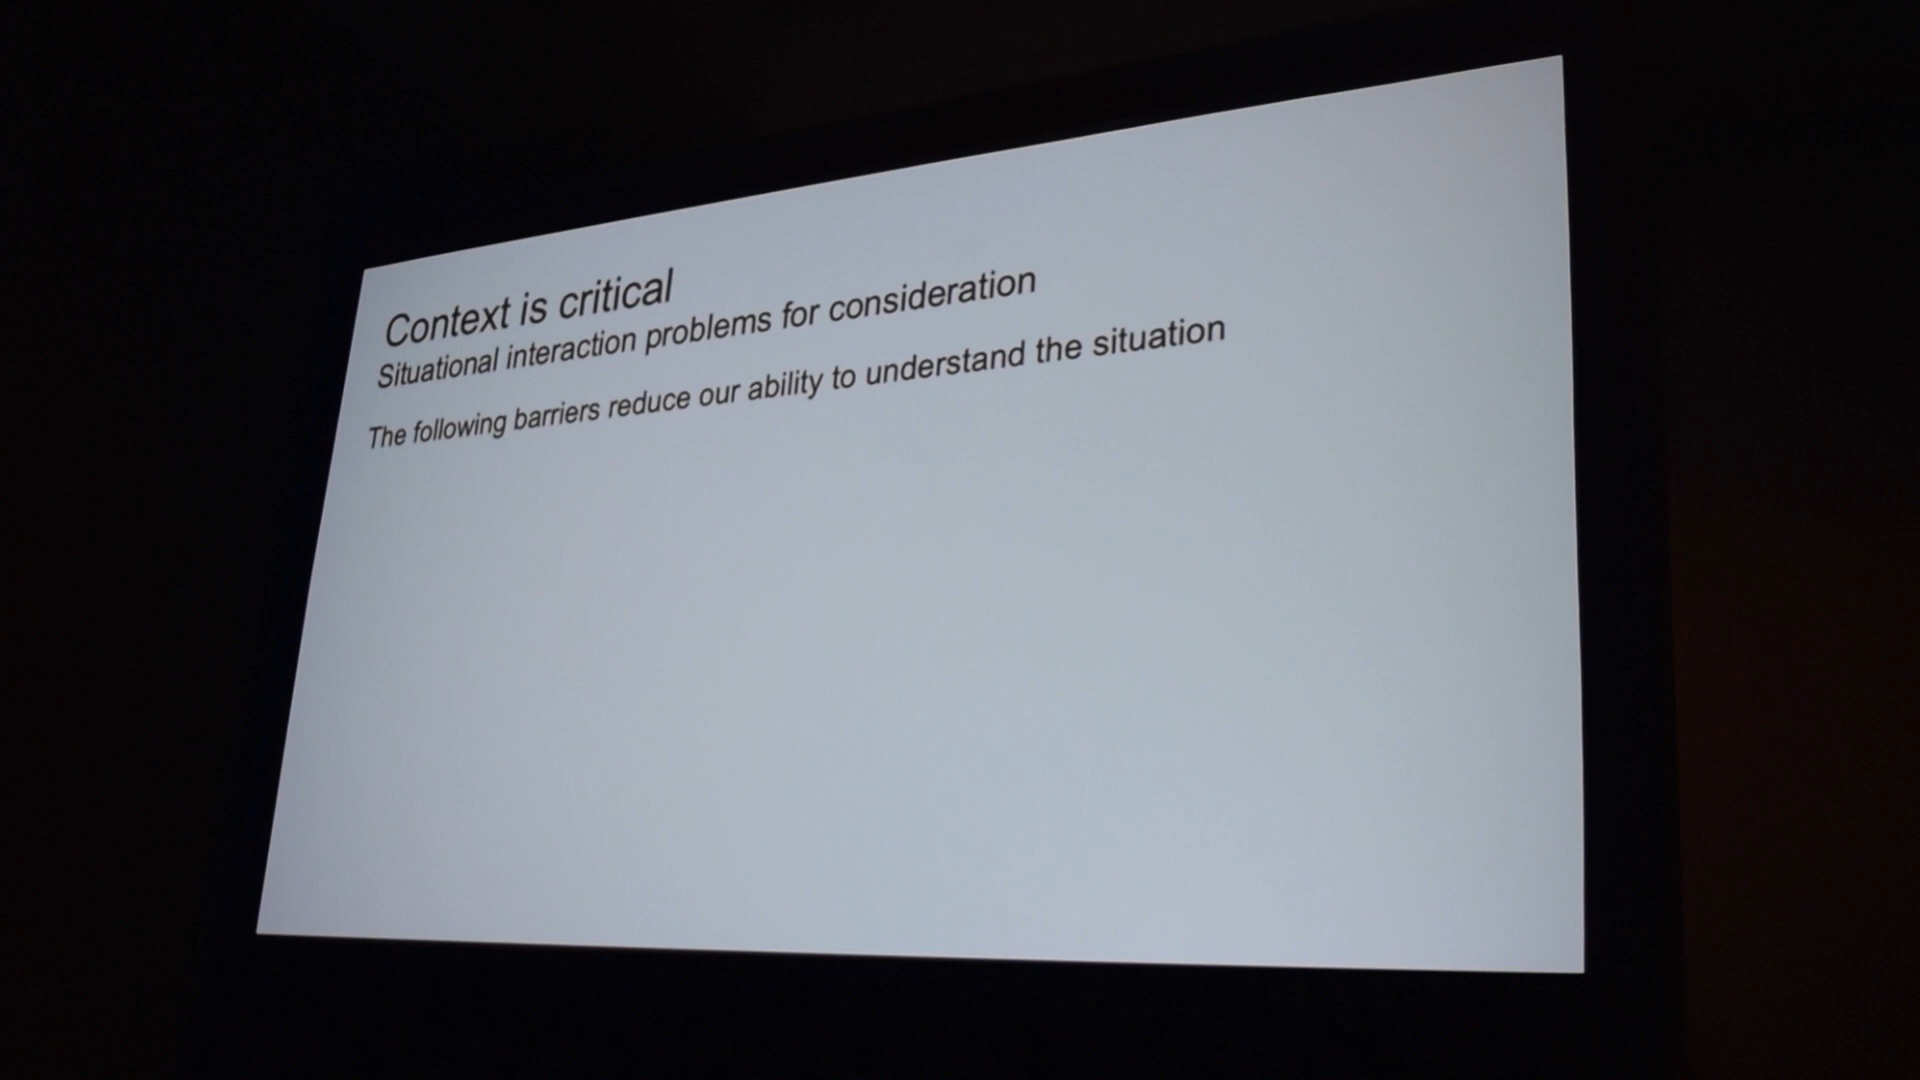 Context is critical
Situational interaction problems for consideration
The following barriers reduce our ability to understand the situation